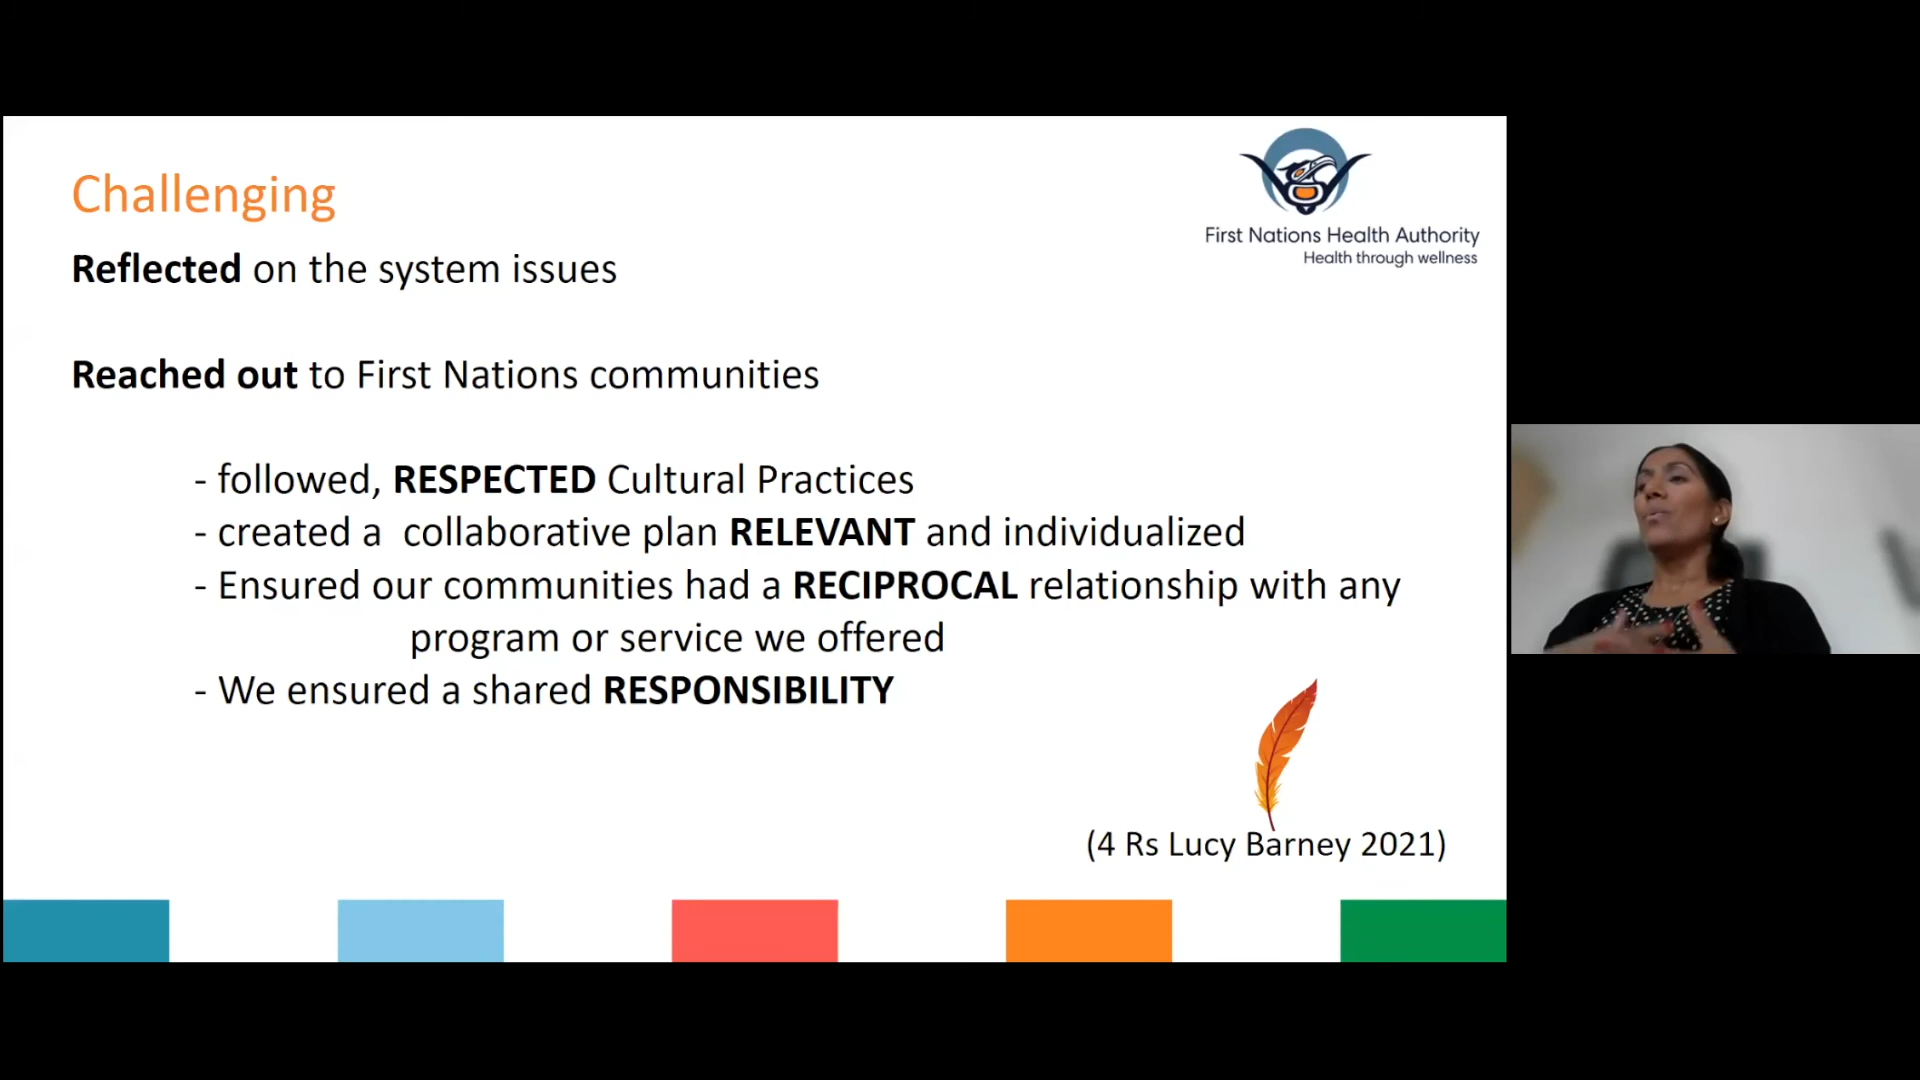 Challenging
First Nations Health Authority
Health through wellness
Reflected on the system issues
Reached out to First Nations communities
- followed, RESPECTED Cultural Practices
- created a  collaborative plan RELEVANT and individualized
- Ensured our communities had a RECIPROCAL relationship with any
program or service we offered
- We ensured a shared RESPONSIBILITY
(4 Rs Lucy Barney 2021)